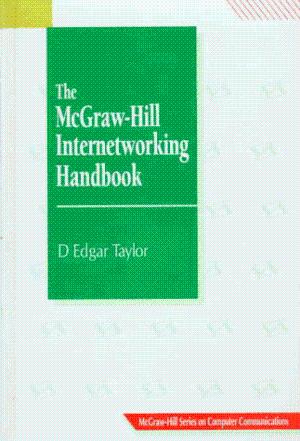 The
McGraw-Hill
Internetworking
Handbook
D Edgar Taylor
McGraw-Hill Series on Computer Communications